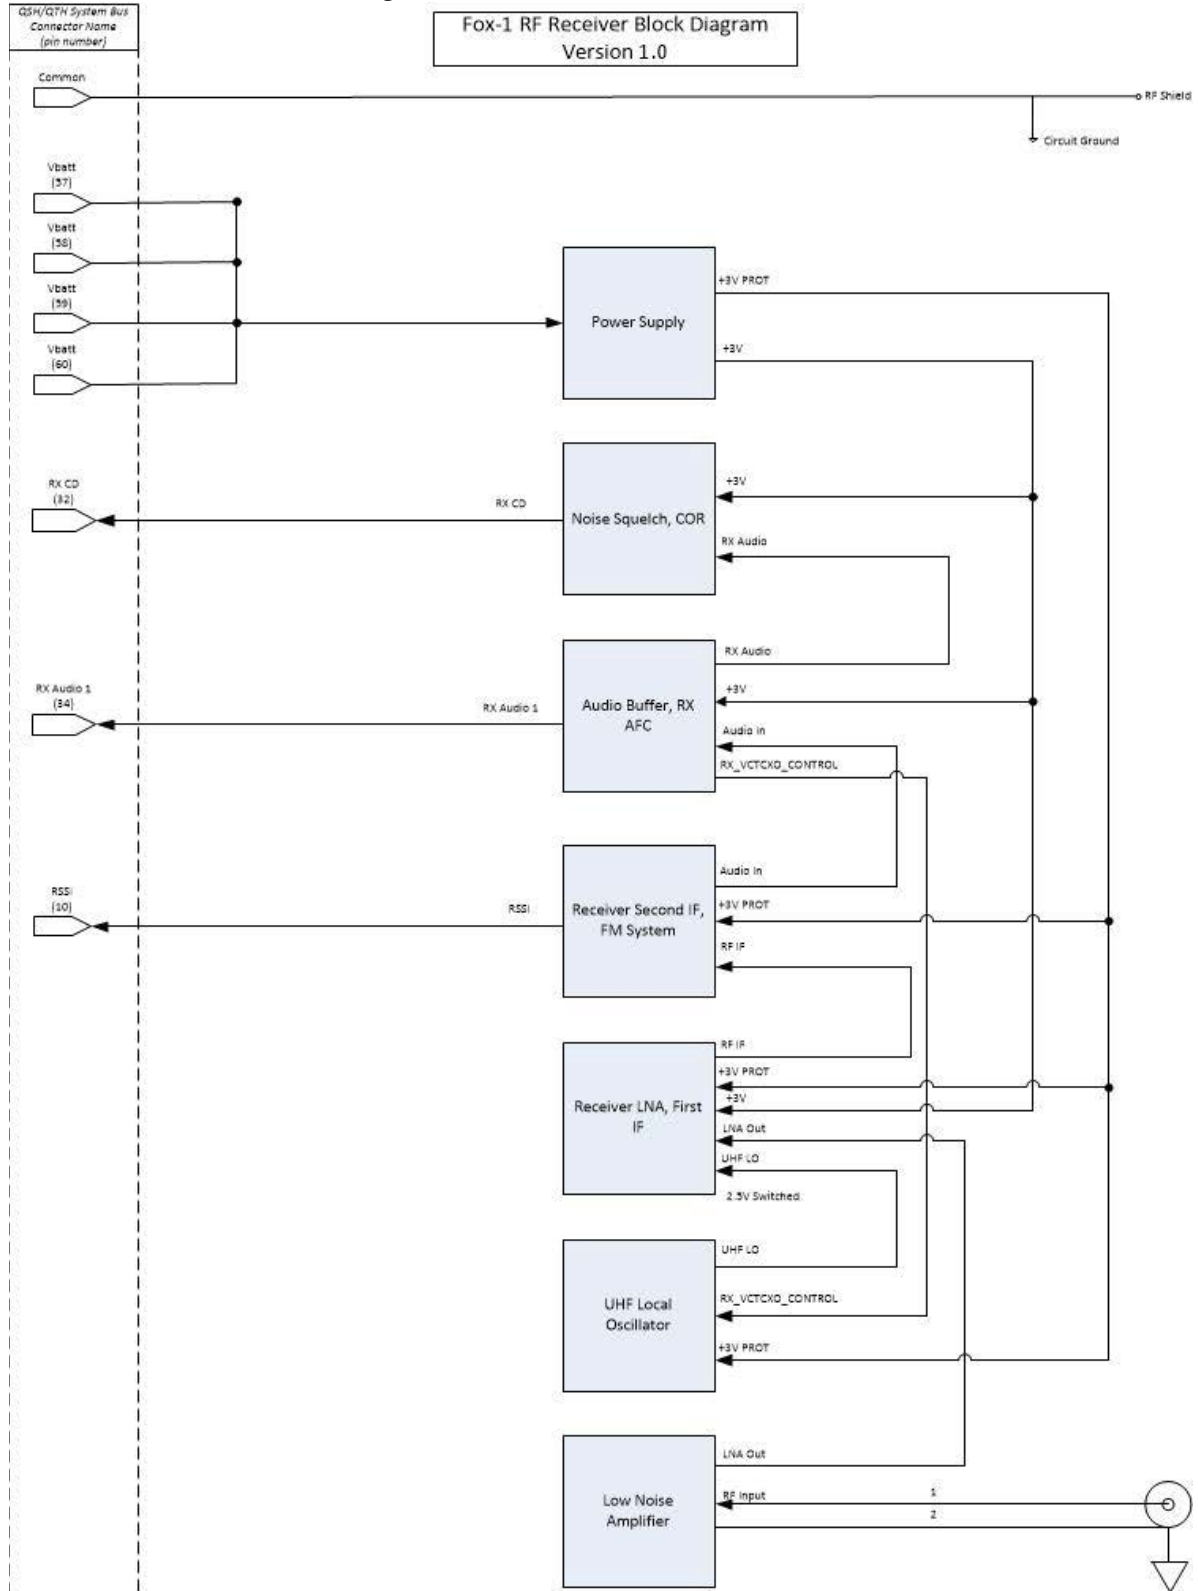 QSH/QTH System Bus
Connector Name
(pin number)
Fox-1 RF Receiver Block Diagram
Version 1.0
Common
RF Shield
Circuit Ground
Vbatt
(57)
Vbatt
(58)
Vbatt
(59)
Vbatt
(60)
Power Supply
+3V PROT
+3V
RX CD
(32)
RX CD
Noise Squelch, COR
+3V
RX Audio
RX Audio 1
(34)
RX Audio 1
Audio Buffer, RX
AFC
RX Audio
+3V
Audio In
RX_VCTCXO_CONTROL
RSSI
(10)
RSSI
Receiver Second IF,
FM System
Audio In
+3V PROT
RF IF
Receiver LNA, First
IF
RF IF
+3V PROT
+3V
LNA Out
UHF LO
2.5V Switched
UHF Local
Oscillator
UHF LO
RX_VCTCXO_CONTROL
+3V PROT
Low Noise
Amplifier
LNA Out
RF Input
1
2